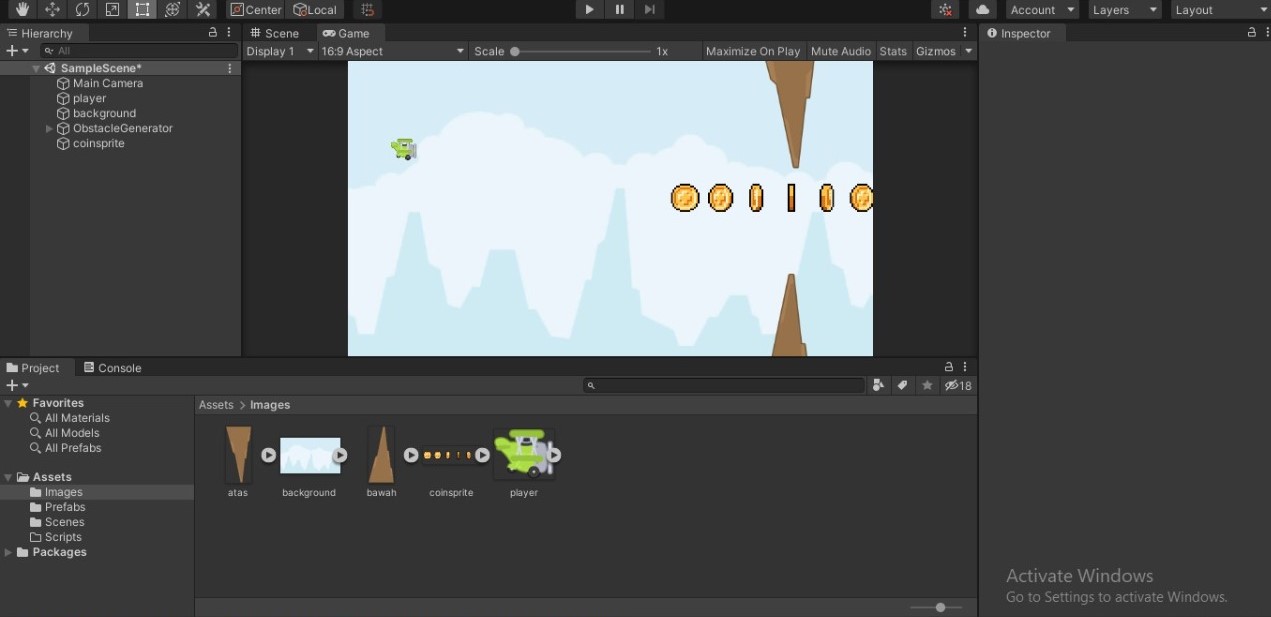 Center Local Account Layers Layout
Hierarchy
Scene Game
Inspector
All
Display 1 16:9 Aspect Scale 1x Maximize On Play Mute Audio Stats Gizmos
SampleScene*
Main Camera
player
background
ObstacleGenerator
coinsprite
Project Console
18
Favorites
All Materials
All Models
All Prefabs
Assets
Images
Prefabs
Scenes
Scripts
Packages
Assets > Images
atas background bawah coinsprite player
Activate Windows
Go to Settings to activate Windows.